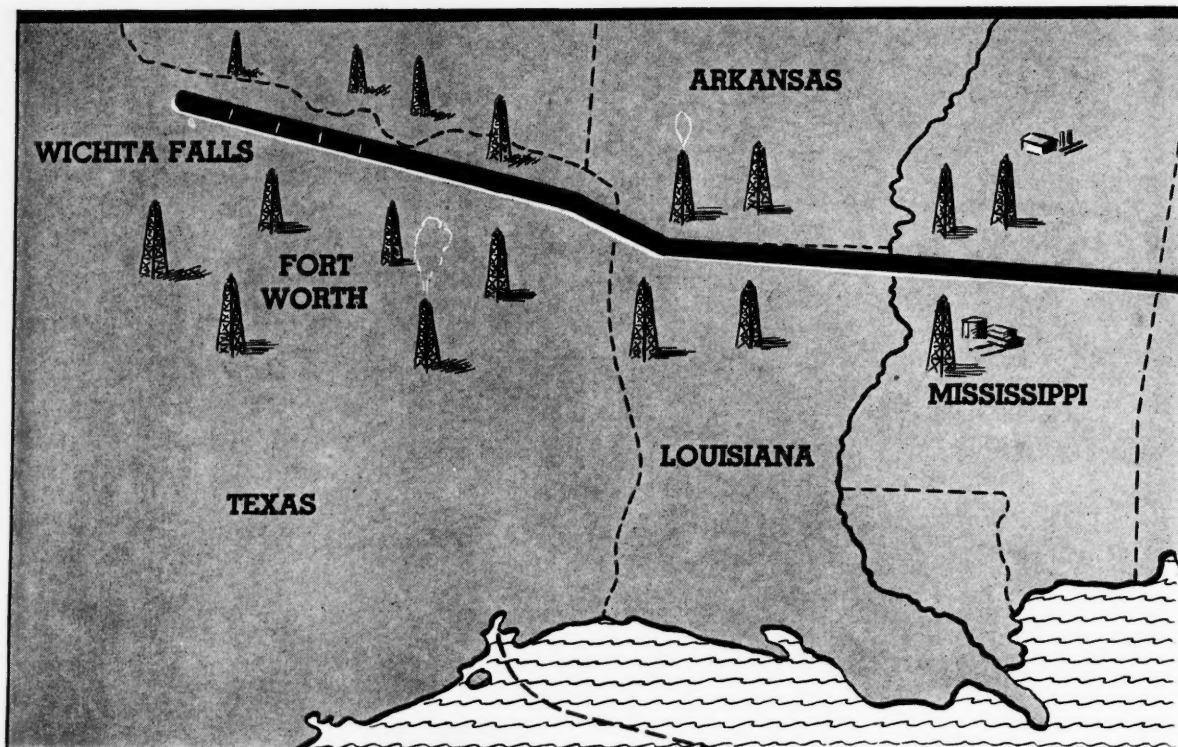 ARKANSAS
WICHITA FALLS
FORT
WORTH
MISSISSIPPI
LOUISIANA
TEXAS